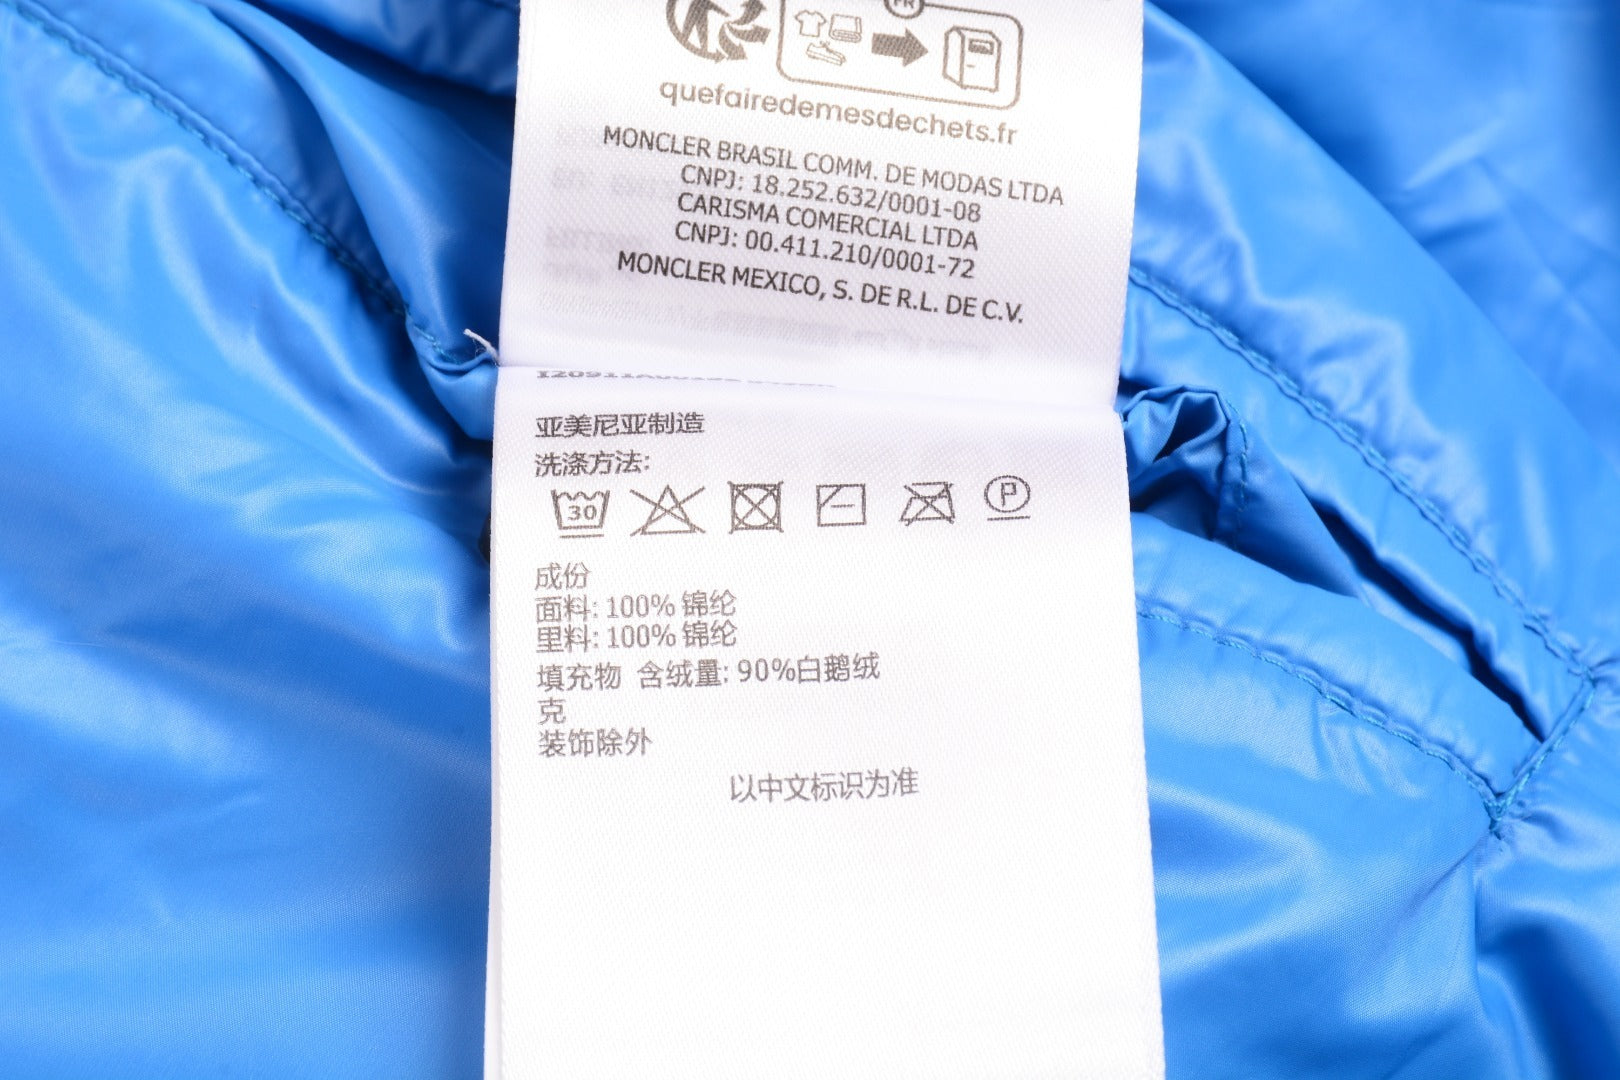 FR
quefairedemesdechets.fr
MONCLER BRASIL COMM. DE MODAS LTDA
CNPJ: 18.252.632/0001-08
CARISMA COMERCIAL LTDA
CNPJ: 00.411.210/0001-72
MONCLER MEXICO, S. DE R.L. DE C.V.
亚美尼亚制造
洗涤方法:
30 P
成份
面料: 100% 锦纶
里料: 100% 锦纶
填充物 含绒量: 90%白鹅绒
克
装饰除外
以中文标识为准